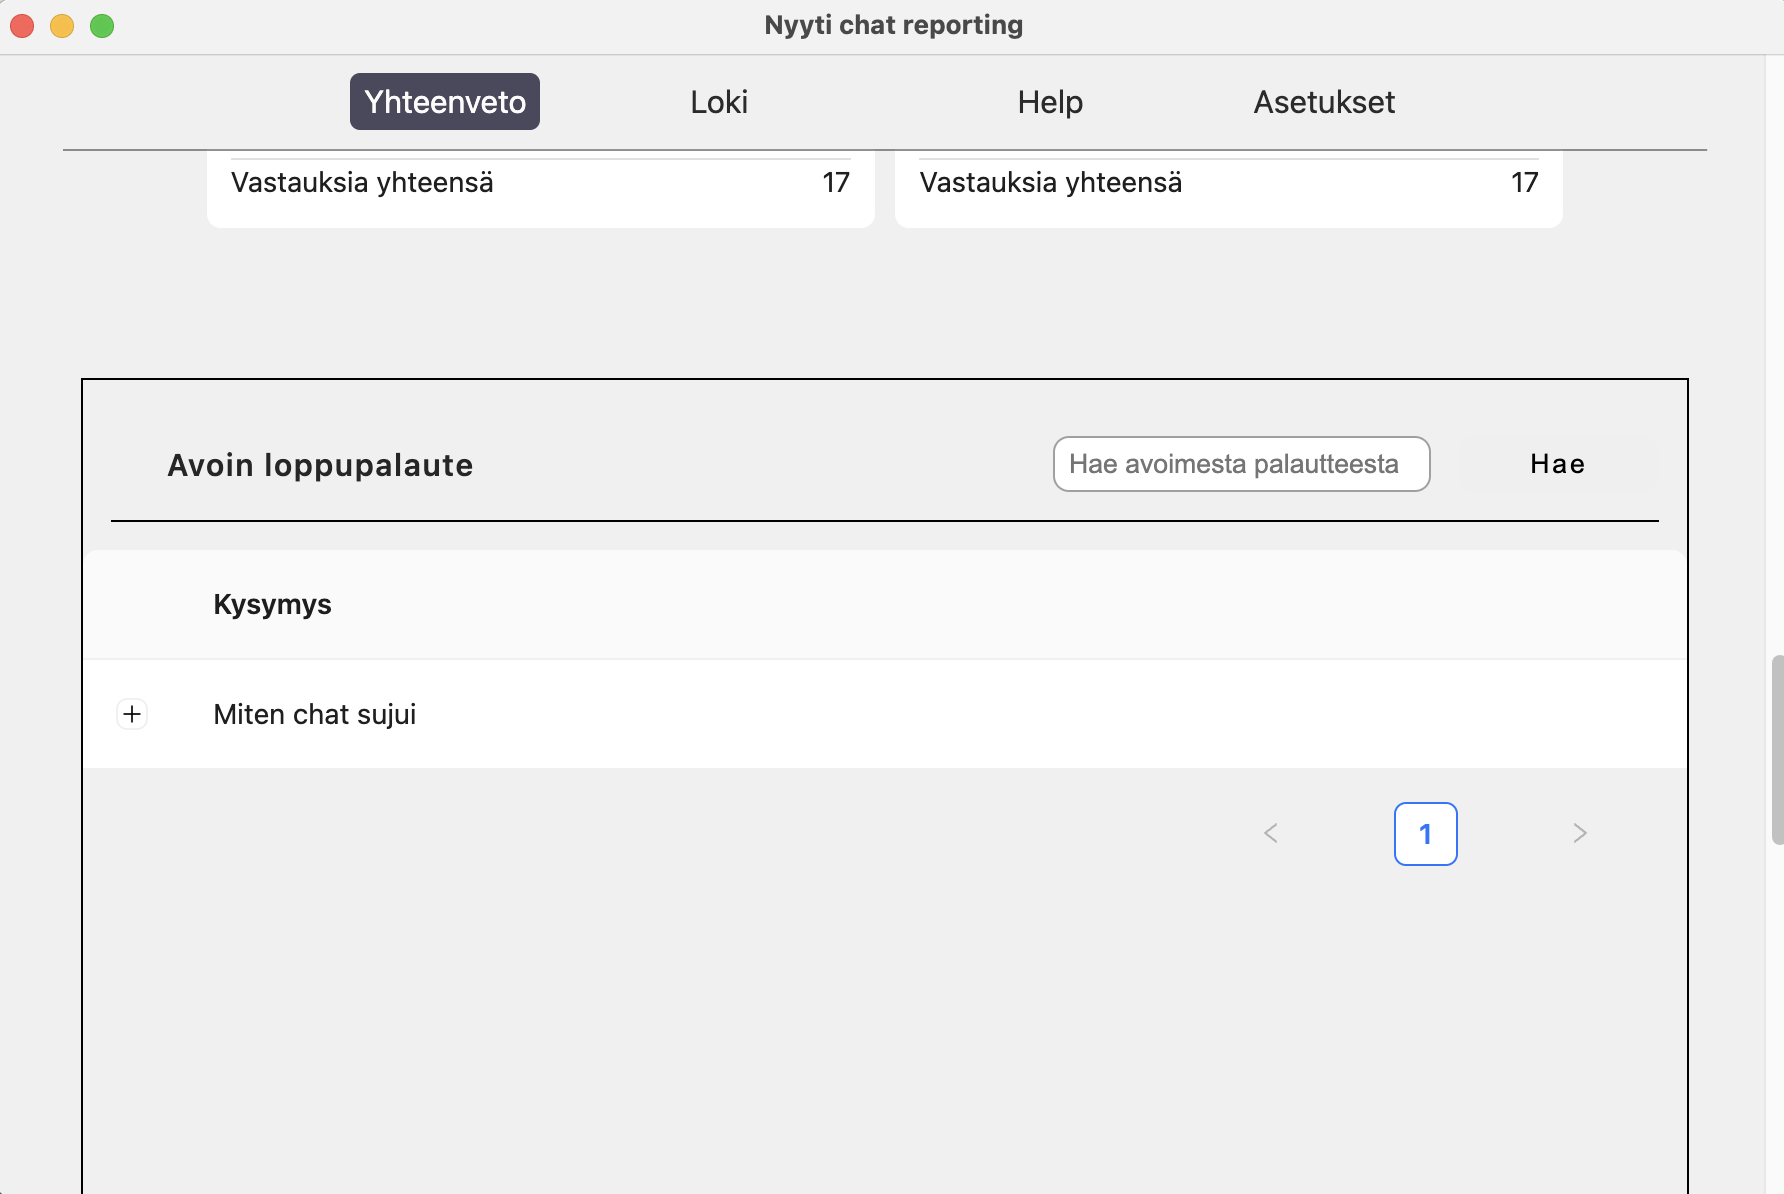 Nyyti chat reporting
Yhteenveto Loki Help Asetukset
Vastauksia yhteensä 17 Vastauksia yhteensä 17
Avoin loppupalaute Hae avoimesta palautteesta Hae
Kysymys
Miten chat sujui
1